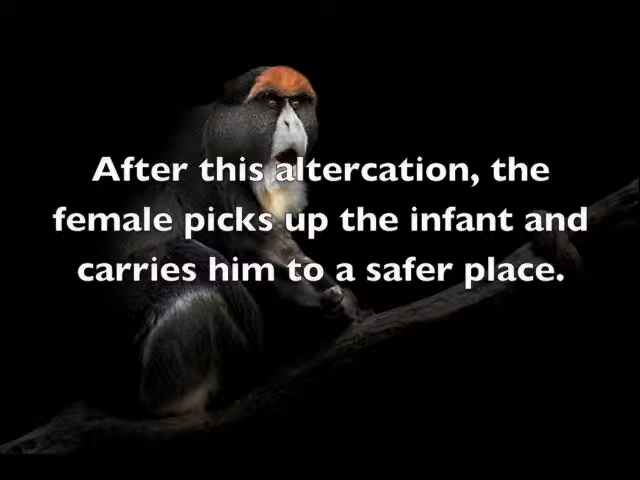 After this altercation, the
female picks up the infant and
carries him to a safer place.